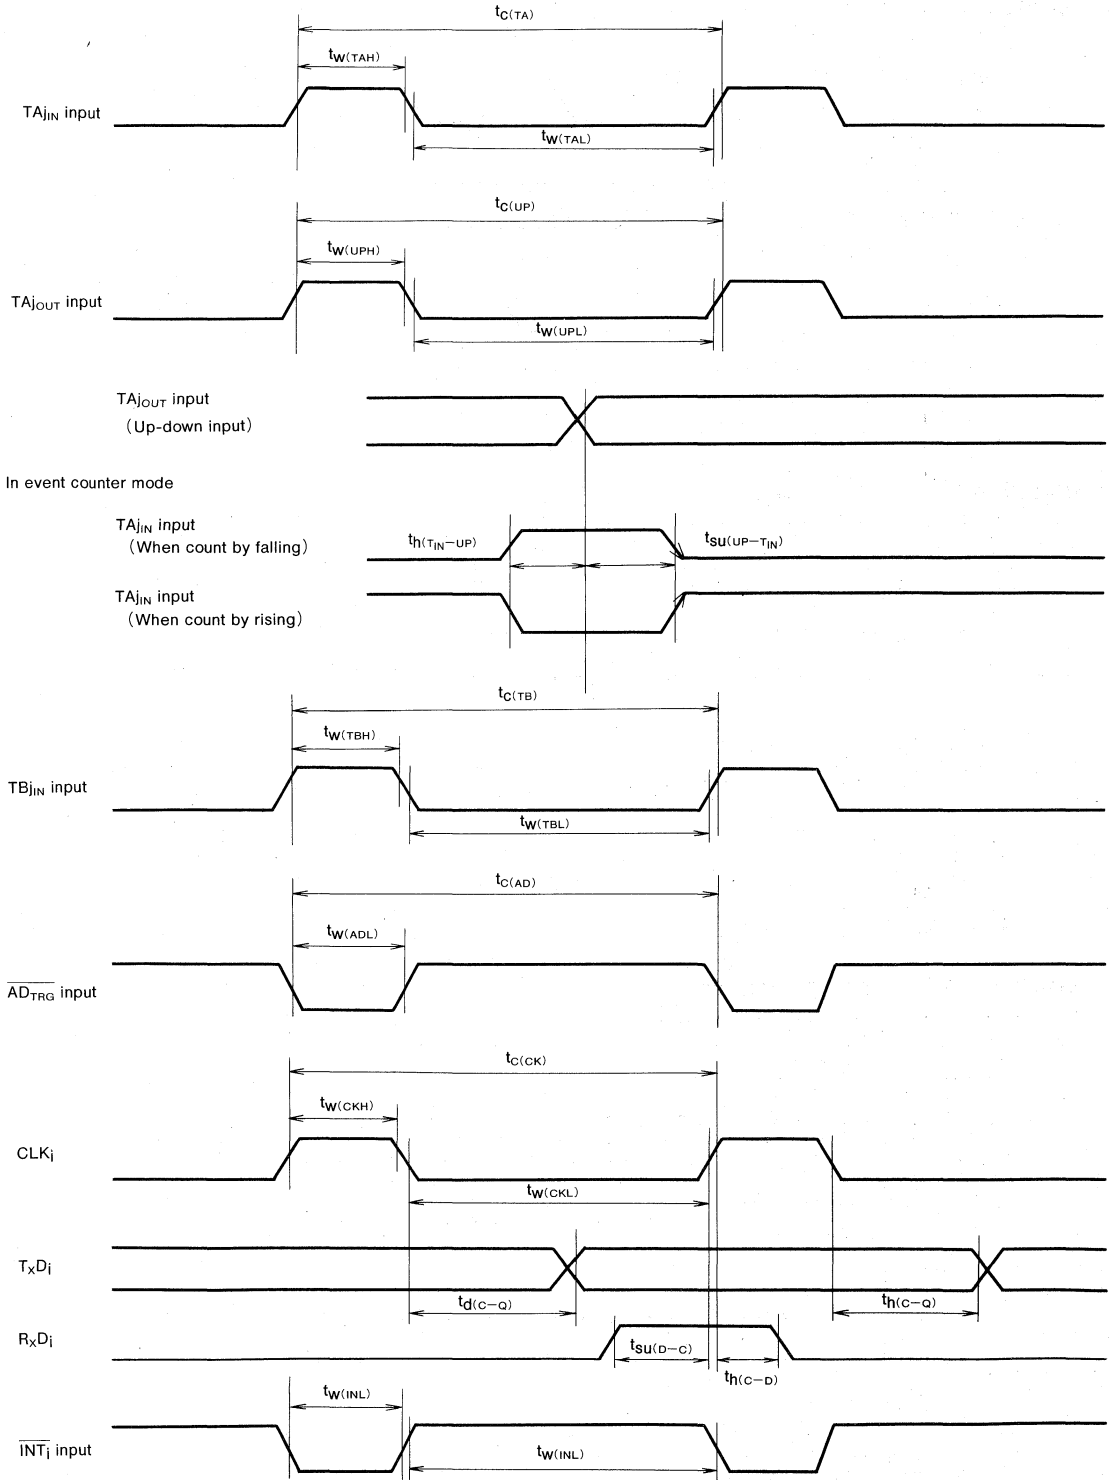 tC(TA)
tW(TAH)
TAjIN input
tW(TAL)
tC(UP)
tW(UPH)
TAjOUT input
tW(UPL)
TAjOUT input
(Up-down input)
In event counter mode
TAjIN input
(When count by falling)
th(TIN−UP)
tsu(UP−TIN)
TAjIN input
(When count by rising)
tC(TB)
tW(TBH)
TBjIN input
tW(TBL)
tC(AD)
tW(ADL)
ADTRG input
tC(CK)
tW(CKH)
CLKi
tW(CKL)
TxDi
td(C−Q)
th(C−Q)
RxDi
tsu(D−C)
th(C−D)
tW(INL)
INTi input
tW(INL)